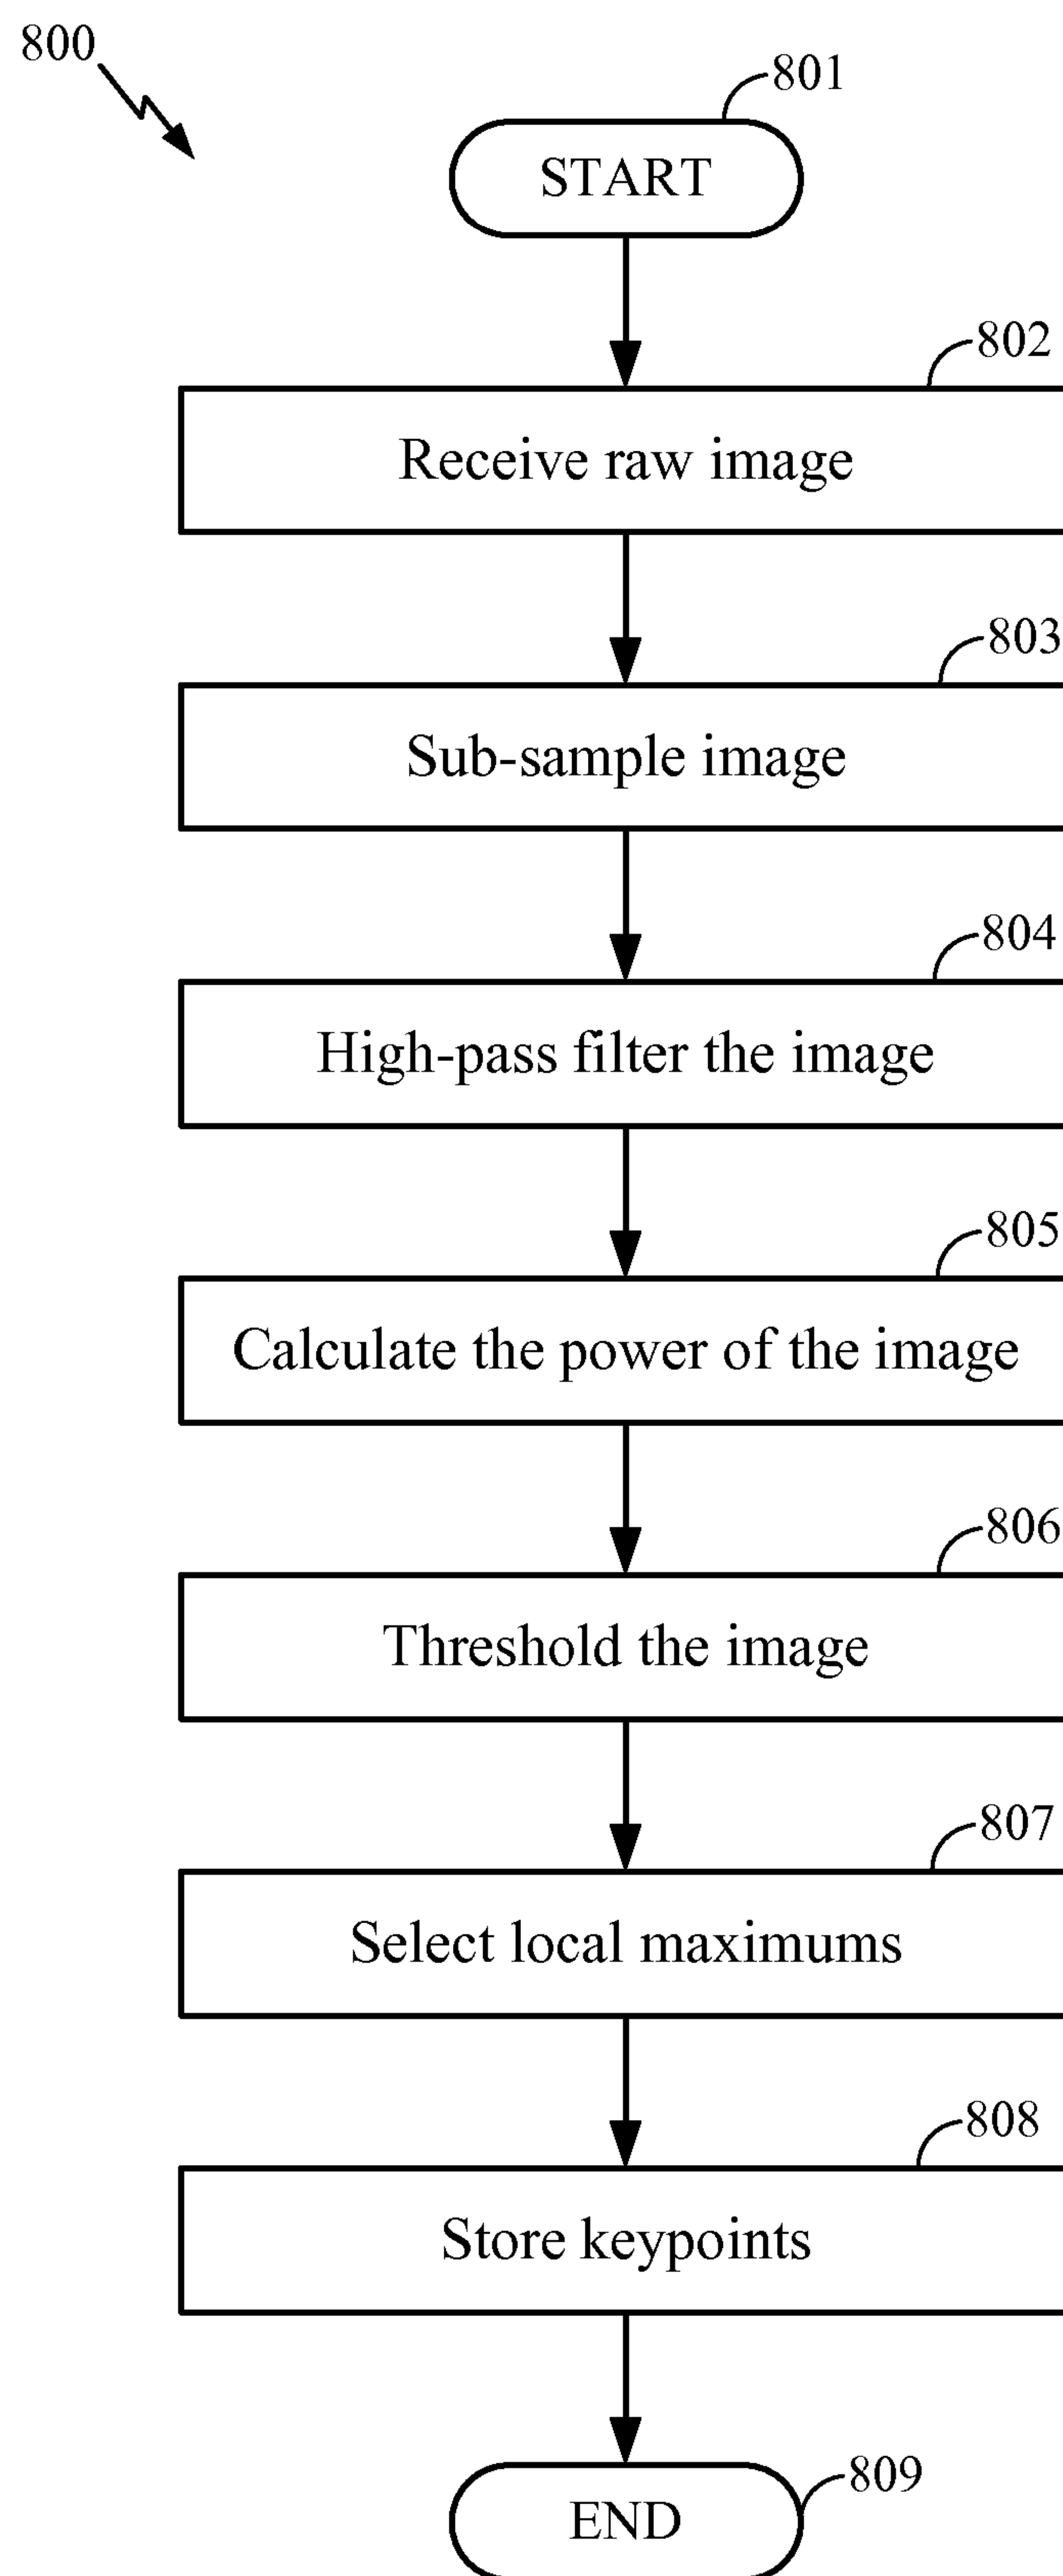 800
801
START
802
Receive raw image
803
Sub-sample image
804
High-pass filter the image
805
Calculate the power of the image
806
Threshold the image
807
Select local maximums
808
Store keypoints
809
END